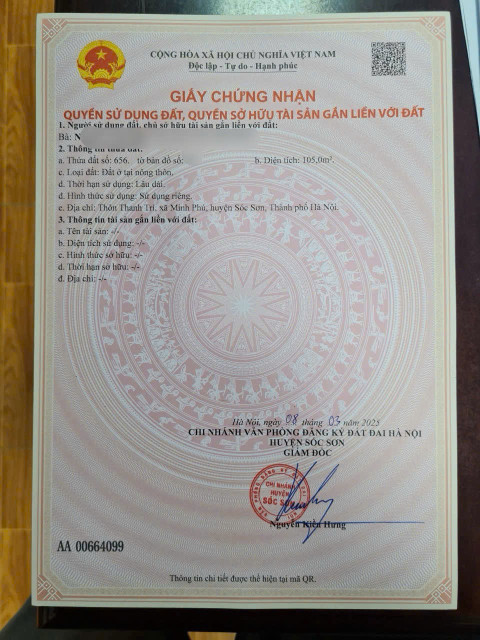 CỘNG HÒA XÃ HỘI CHỦ NGHĨA VIỆT NAM
Độc lập - Tự do - Hạnh phúc
GIẤY CHỨNG NHẬN
QUYỀN SỬ DỤNG ĐẤT, QUYỀN SỞ HỮU TÀI SẢN GẮN LIỀN VỚI ĐẤT
1. Người sử dụng đất, chủ sở hữu tài sản gắn liền với đất:
Bà: N
2. Thông tin thửa đất:
a. Thửa đất số: 656, tờ bản đồ số: b. Diện tích: 105,0m².
c. Loại đất: Đất ở tại nông thôn.
d. Thời hạn sử dụng: Lâu dài.
đ. Hình thức sử dụng: Sử dụng riêng.
e. Địa chỉ: Thôn Thanh Trí, xã Minh Phú, huyện Sóc Sơn, Thành phố Hà Nội.
3. Thông tin tài sản gắn liền với đất:
a. Tên tài sản: -/-
b. Diện tích sử dụng: -/-
c. Hình thức sở hữu: -/-
d. Thời hạn sở hữu: -/-
đ. Địa chỉ: -/-
Hà Nội, ngày 08 tháng 03 năm 2025
CHI NHÁNH VĂN PHÒNG ĐĂNG KÝ ĐẤT ĐAI HÀ NỘI
HUYỆN SÓC SƠN
GIÁM ĐỐC
CHI NHÁNH
HUYỆN
SÓC SƠN
Nguyễn Kiên Hưng
AA 00664099
Thông tin chi tiết được thể hiện tại mã QR.